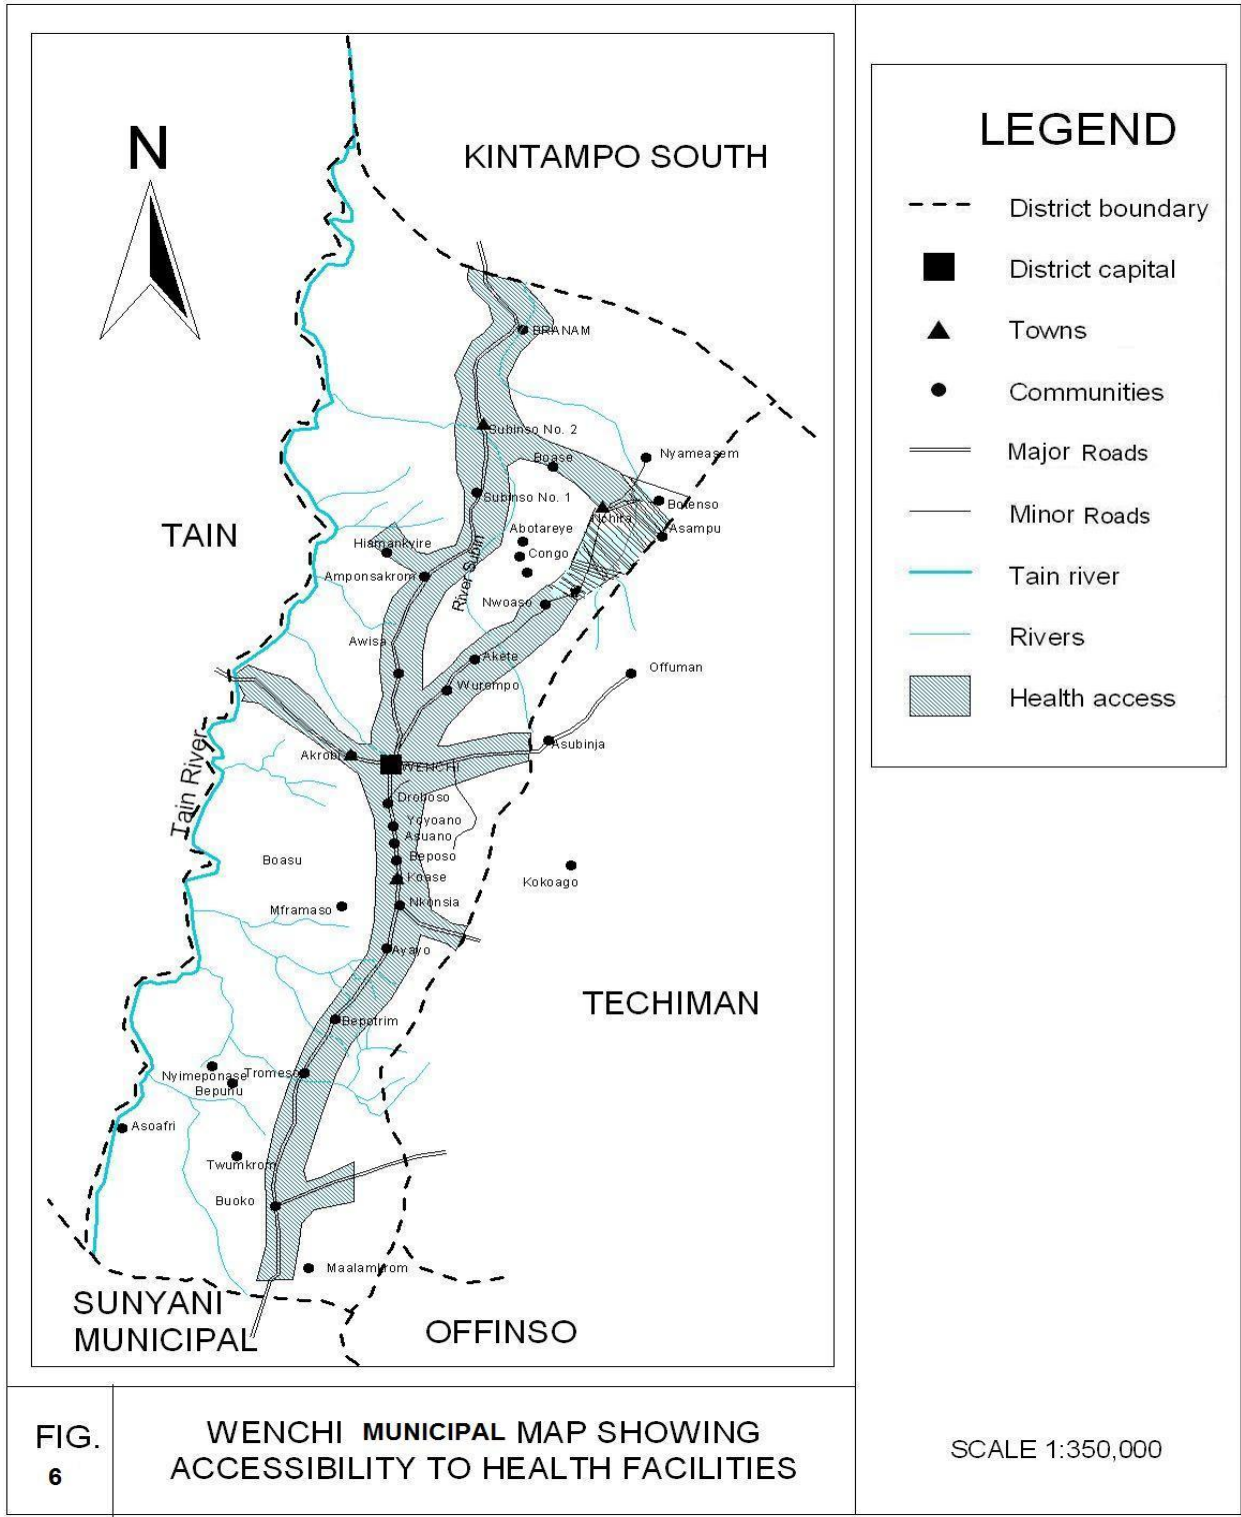 N
KINTAMPO SOUTH
BRANAM
Subinso No. 2
Boase
Nyameasem
Subinso No. 1
Botenso
Nchira
Asampu
TAIN
Abotareye
Hiamankyire
Congo
Amponsakrom
River Subin
Nwoaso
Awisa
Akete
Offuman
Wurompo
Asubinja
Akrobi
WENCHI
Tain River
Droboso
Yoyoano
Asuano
Boasu
Beposo
Koase
Kokoago
Mframaso
Nkonsia
Ayayo
TECHIMAN
Bepotrim
Nyimeponase
Tromeso
Bepunu
Asoafri
Twumkrom
Buoko
Maalamkrom
SUNYANI
MUNICIPAL
OFFINSO
LEGEND
District boundary
District capital
Towns
Communities
Major Roads
Minor Roads
Tain river
Rivers
Health access
FIG.
6
WENCHI MUNICIPAL MAP SHOWING
ACCESSIBILITY TO HEALTH FACILITIES
SCALE 1:350,000